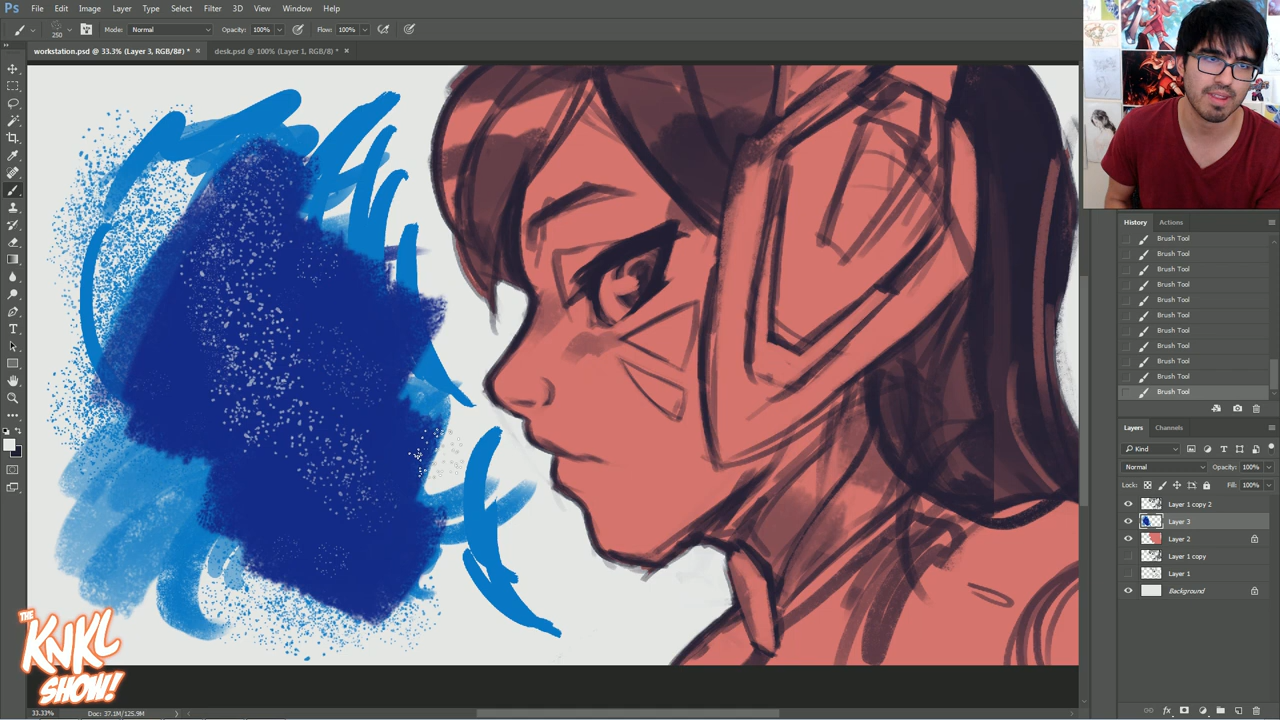 Ps File Edit Image Layer Type Select Filter 3D View Window Help
250 Mode: Normal Opacity: 100% Flow: 100%
workstation.psd @ 33.3% (Layer 3, RGB/8#) * × desk.psd @ 100% (Layer 1, RGB/8) * ×
History Actions
Brush Tool
Brush Tool
Brush Tool
Brush Tool
Brush Tool
Brush Tool
Brush Tool
Brush Tool
Brush Tool
Brush Tool
Brush Tool
Layers Channels
Kind
Normal Opacity: 100%
Lock: Fill: 100%
Layer 1 copy 2
Layer 3
Layer 2
Layer 1 copy
Layer 1
Background
THE
KNKL
SHOW!
33.33% Doc: 37.1M/125.9M